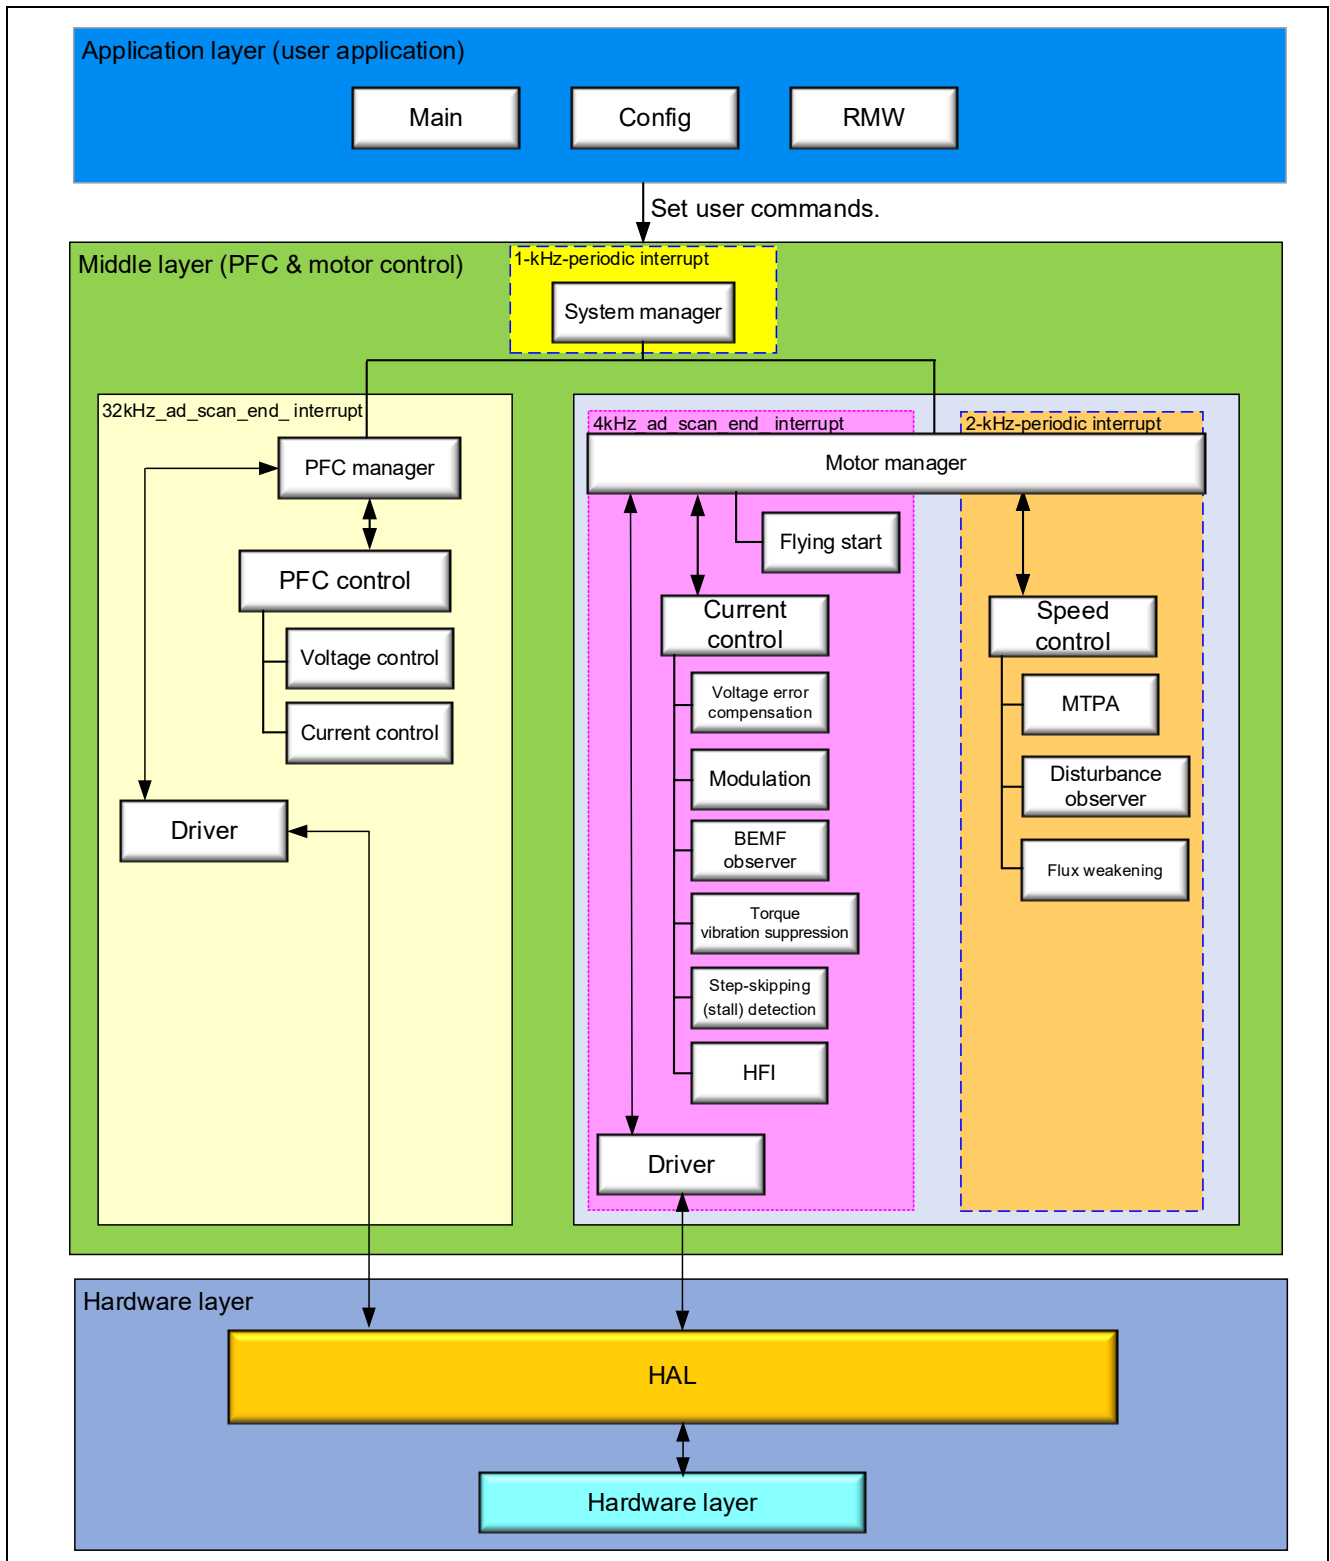 Application layer (user application)
Main
Config
RMW
Set user commands.
Middle layer (PFC & motor control)
1-kHz-periodic interrupt
System manager
32kHz_ad_scan_end_ interrupt
PFC manager
PFC control
Voltage control
Current control
Driver
4kHz_ad_scan_end_ interrupt
2-kHz-periodic interrupt
Motor manager
Flying start
Current
control
Voltage error
compensation
Modulation
BEMF
observer
Torque
vibration suppression
Step-skipping
(stall) detection
HFI
Driver
Speed
control
MTPA
Disturbance
observer
Flux weakening
Hardware layer
HAL
Hardware layer